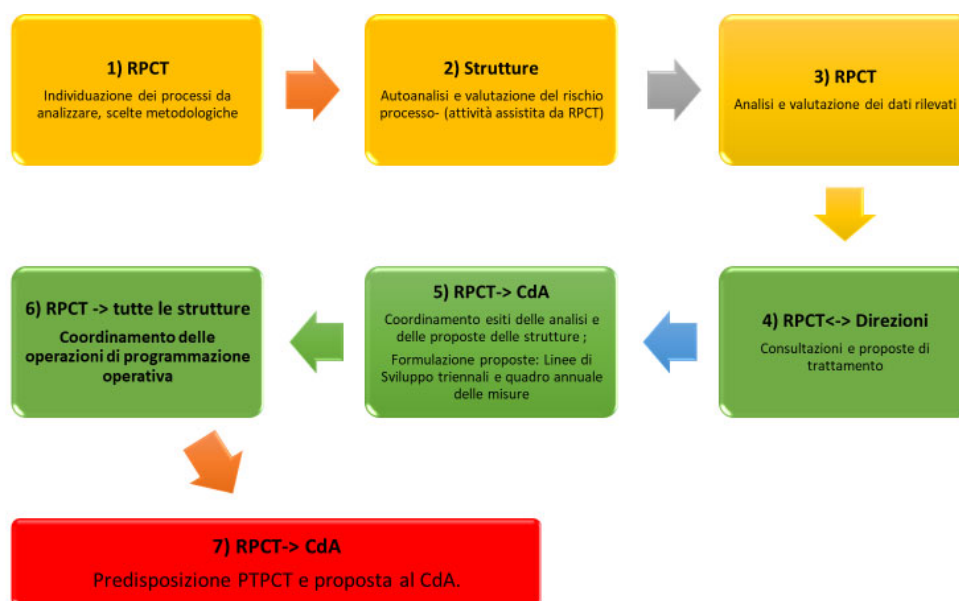 1) RPCT
Individuazione dei processi da
analizzare, scelte metodologiche
2) Strutture
Autoanalisi e valutazione del rischio
processo- (attività assistita da RPCT)
3) RPCT
Analisi e valutazione dei dati rilevati
4) RPCT<-> Direzioni
Consultazioni e proposte di
trattamento
5) RPCT-> CdA
Coordinamento esiti delle analisi e
delle proposte delle strutture ;
Formulazione proposte: Linee di
Sviluppo triennali e quadro annuale
delle misure
6) RPCT -> tutte le strutture
Coordinamento delle
operazioni di programmazione
operativa
7) RPCT-> CdA
Predisposizione PTPCT e proposta al CdA.